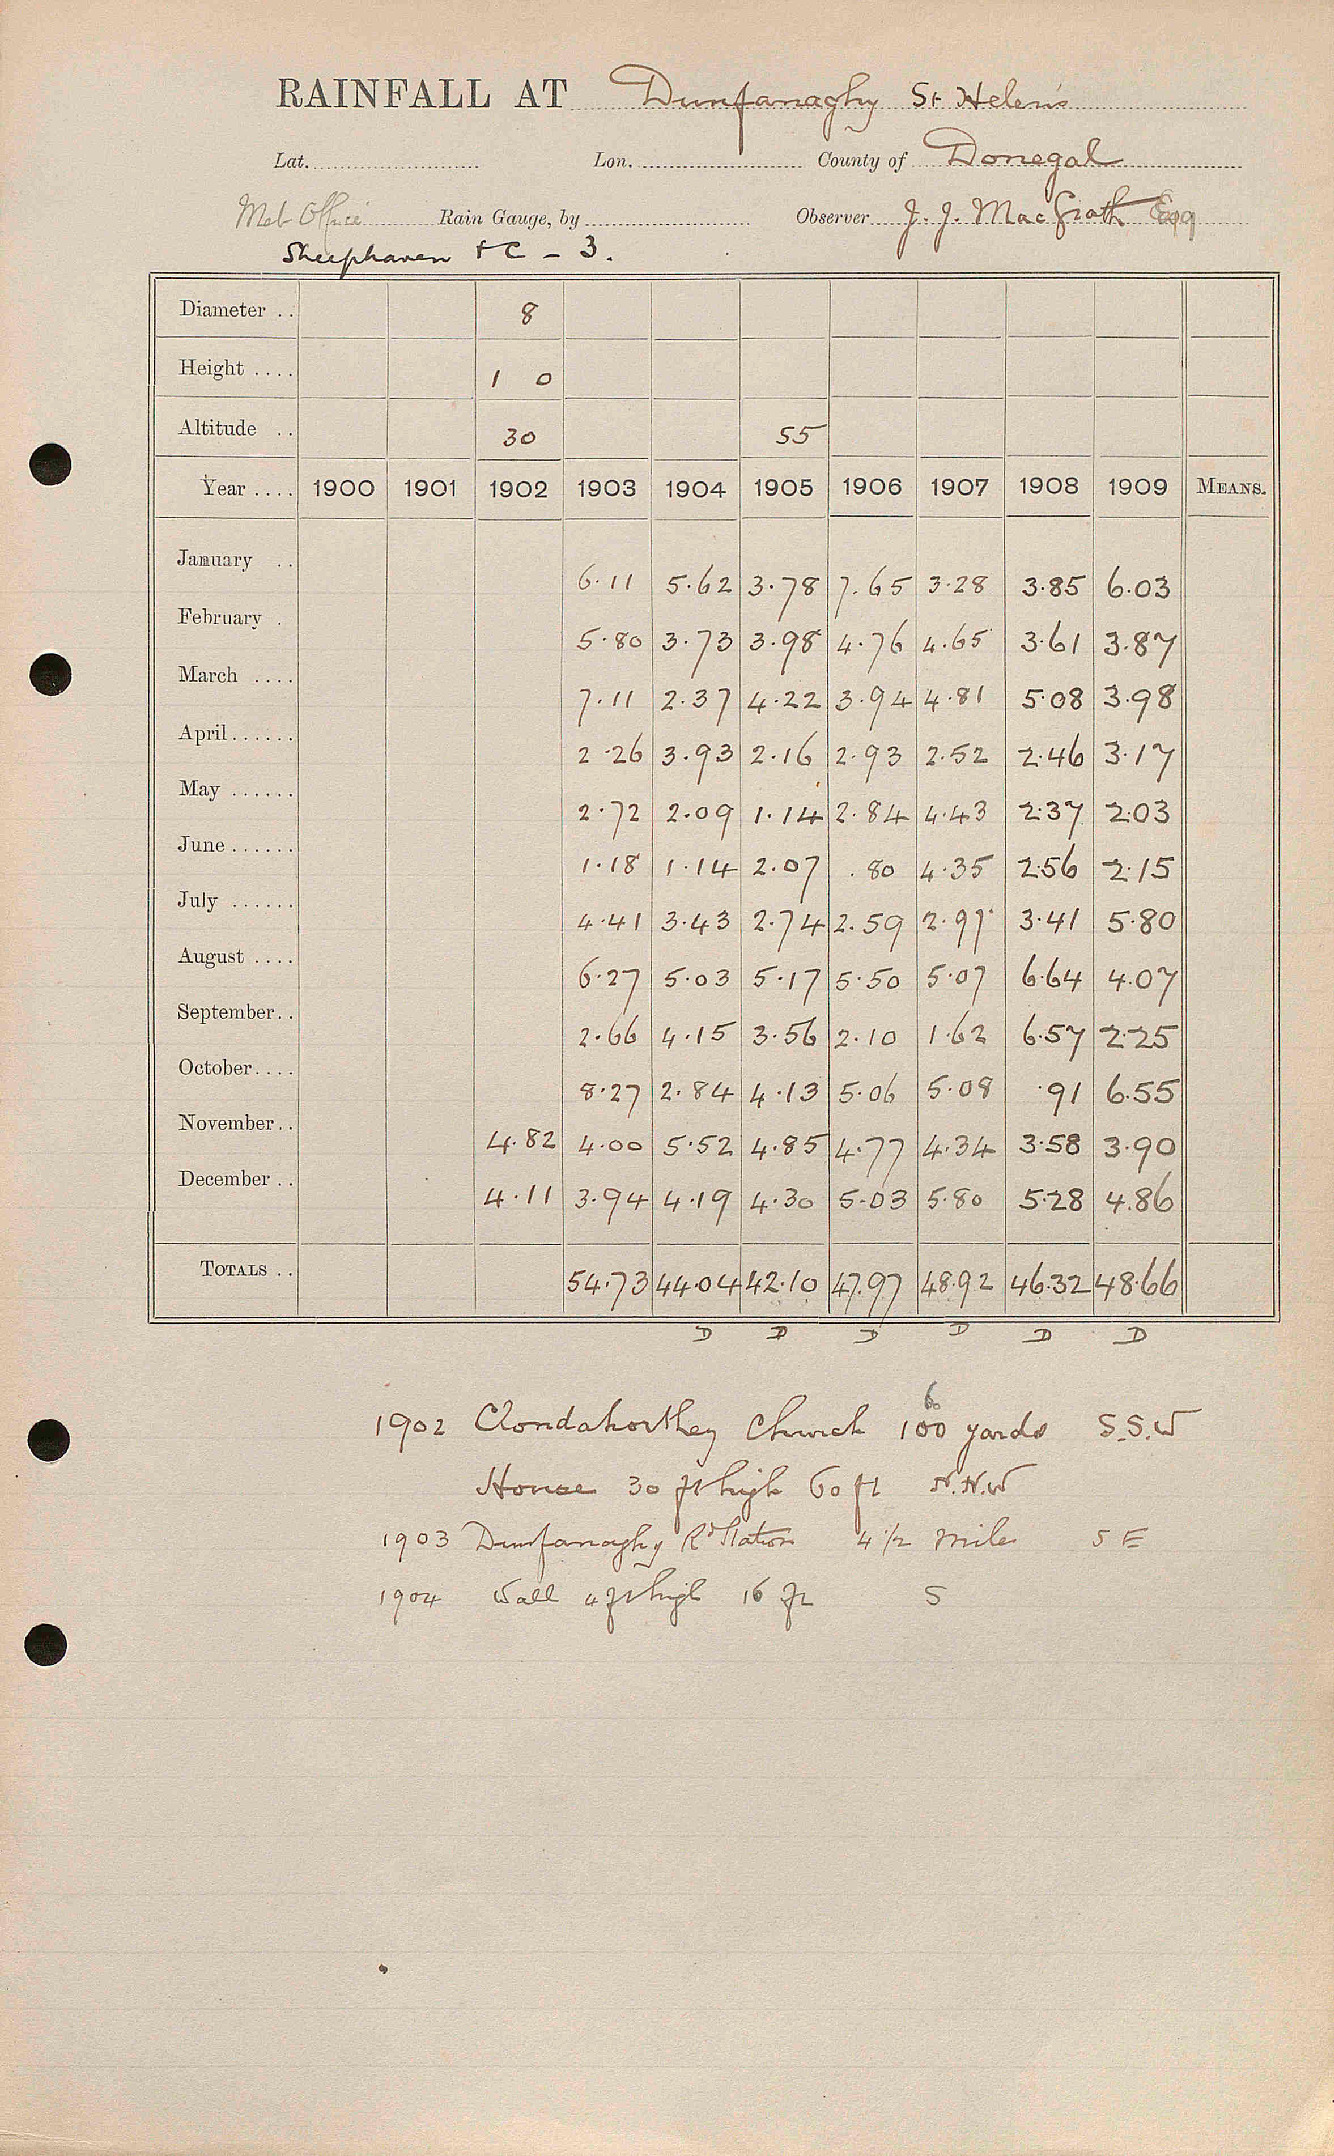 RAINFALL AT Dunfanaghy St Helen's
Lat. Lon. County of Donegal
Met Office Rain Gauge, by Observer J. J. MacGrath Esq
Sheephaven + C - 3.
Diameter . . 8
Height . . . . 1 0
Altitude . . 30 55
Year . . . . 1900 1901 1902 1903 1904 1905 1906 1907 1908 1909 MEANS.
January . . 6.11 5.62 3.78 7.65 3.28 3.85 6.03
February . 5.80 3.73 3.98 4.76 4.65 3.61 3.87
March . . . . 7.11 2.37 4.22 3.94 4.81 5.08 3.98
April . . . . . . 2.26 3.93 2.16 2.93 2.52 2.46 3.17
May . . . . . . 2.72 2.09 1.14 2.84 4.43 2.37 2.03
June . . . . . . 1.18 1.14 2.07 .80 4.35 2.56 2.15
July . . . . . . 4.41 3.43 2.74 2.59 2.97 3.41 5.80
August . . . . 6.27 5.03 5.17 5.50 5.07 6.64 4.07
September . . 2.66 4.15 3.56 2.10 1.62 6.57 2.25
October . . . . 8.27 2.84 4.13 5.06 5.08 .91 6.55
November . . 4.82 4.00 5.52 4.85 4.77 4.34 3.58 3.90
December . . 4.11 3.94 4.19 4.30 5.03 5.80 5.28 4.86
TOTALS . . 54.73 44.04 42.10 47.97 48.92 46.32 48.66
D D D D D D
6
1902 Clondahorkey Church 100 yards S.S.W
House 30 ft high 60 ft N.N.W
1903 Dunfanaghy Rd Station 4 1/2 miles S E
1904 Wall 4 ft high 16 ft S